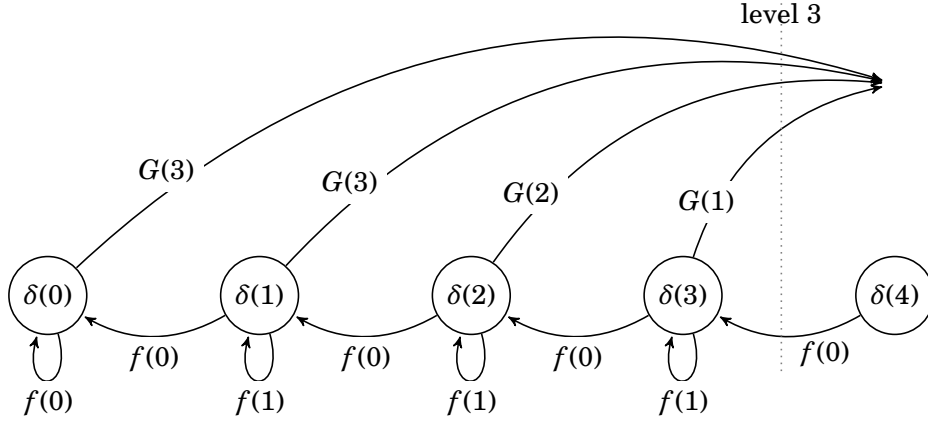 level 3
G(3)
G(3)
G(2)
G(1)
δ(0)
δ(1)
δ(2)
δ(3)
δ(4)
f(0)
f(0)
f(0)
f(0)
f(0)
f(1)
f(1)
f(1)